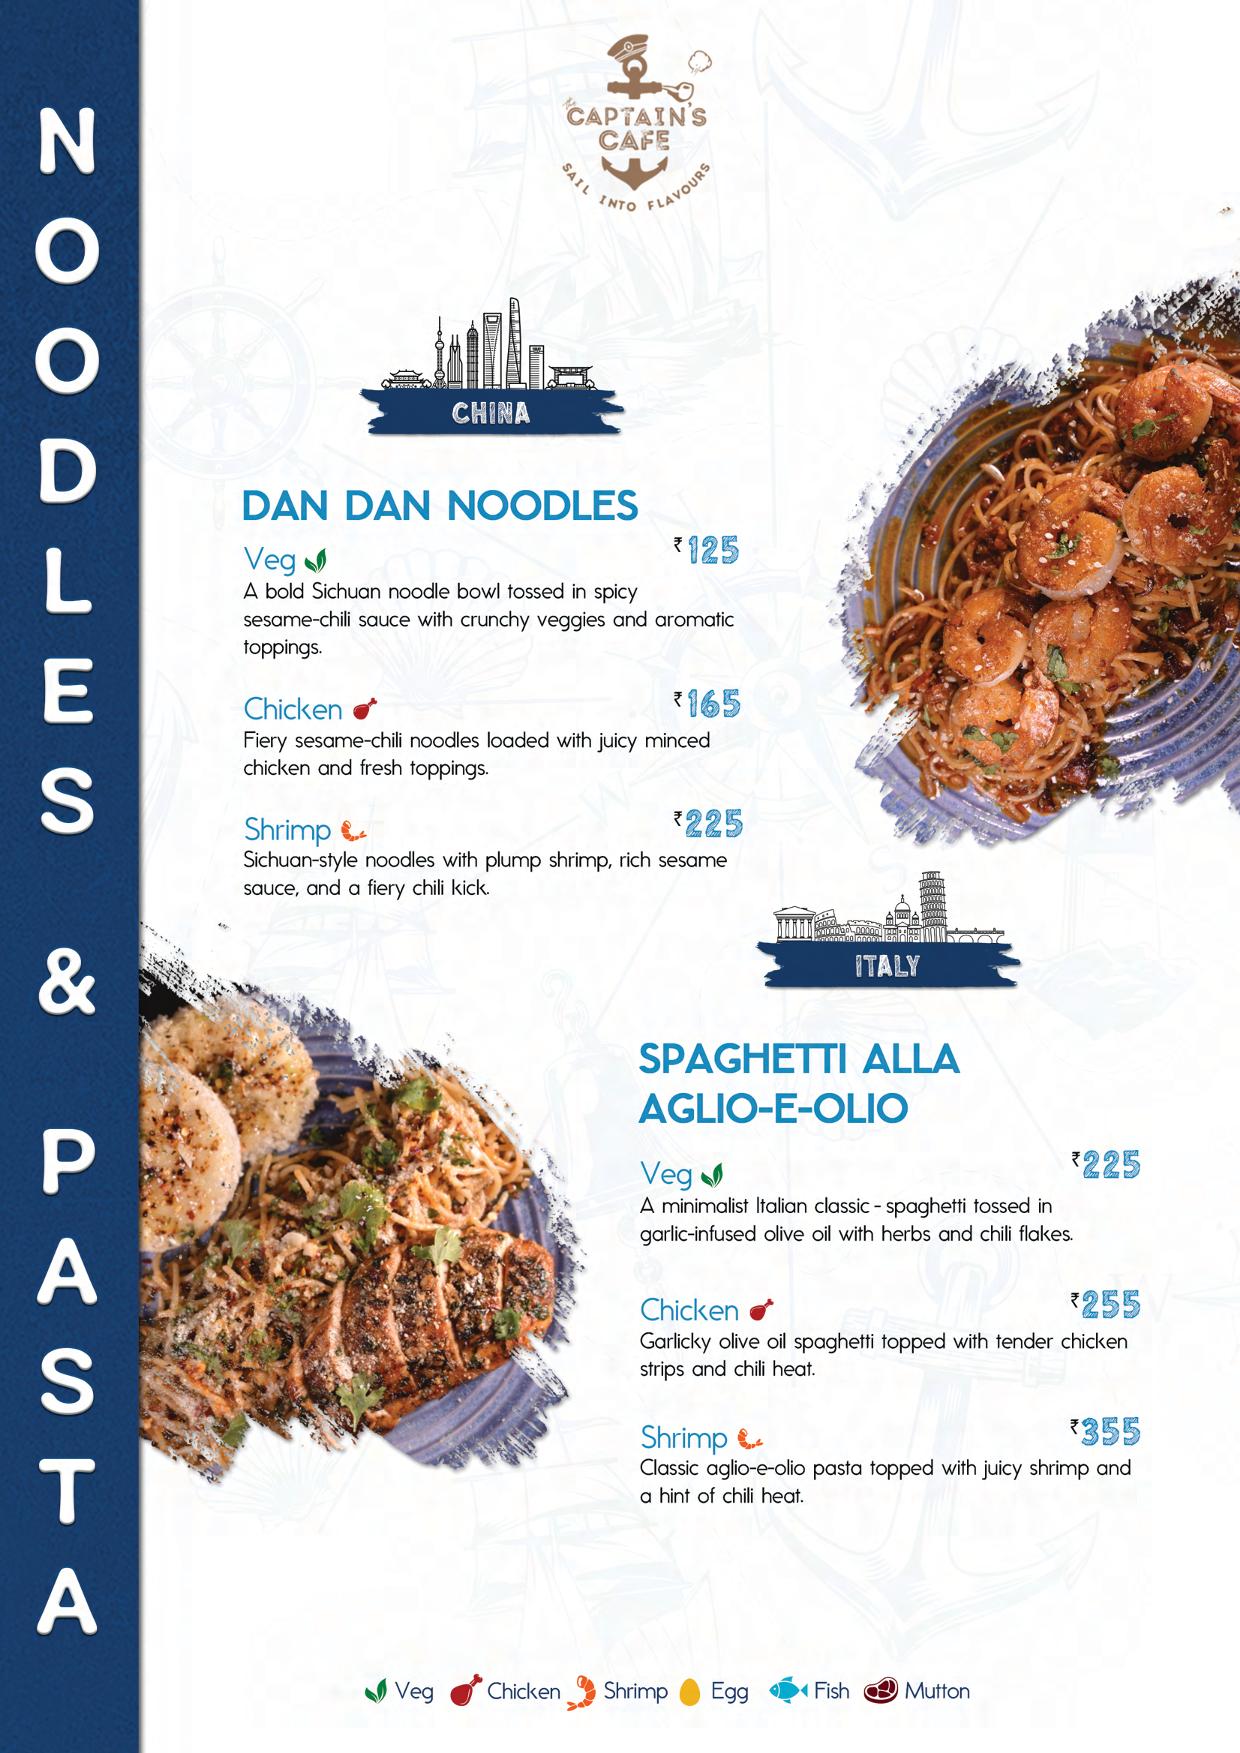 NOODLES & PASTA
the
CAPTAIN'S
CAFE
SAIL INTO FLAVOURS
CHINA
DAN DAN NOODLES
Veg
₹125
A bold Sichuan noodle bowl tossed in spicy
sesame-chili sauce with crunchy veggies and aromatic
toppings.
Chicken
₹165
Fiery sesame-chili noodles loaded with juicy minced
chicken and fresh toppings.
Shrimp
₹225
Sichuan-style noodles with plump shrimp, rich sesame
sauce, and a fiery chili kick.
ITALY
SPAGHETTI ALLA
AGLIO-E-OLIO
Veg
₹225
A minimalist Italian classic - spaghetti tossed in
garlic-infused olive oil with herbs and chili flakes.
Chicken
₹255
Garlicky olive oil spaghetti topped with tender chicken
strips and chili heat.
Shrimp
₹355
Classic aglio-e-olio pasta topped with juicy shrimp and
a hint of chili heat.
Veg Chicken Shrimp Egg Fish Mutton